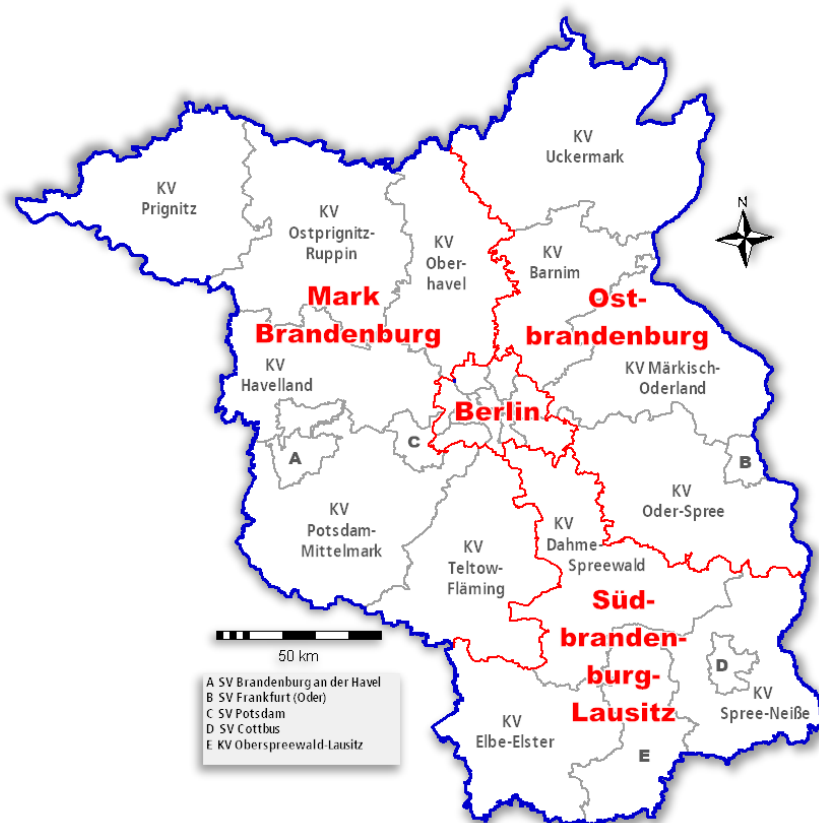 KV
Uckermark
KV
Prignitz
KV
Ostprignitz-
Ruppin
KV
Ober-
havel
KV
Barnim
N
Mark
Brandenburg
Ost-
brandenburg
KV
Havelland
KV Märkisch-
Oderland
Berlin
A
C
B
KV
Potsdam-
Mittelmark
KV
Teltow-
Fläming
KV
Dahme-
Spreewald
KV
Oder-Spree
Süd-
branden-
burg-
Lausitz
D
KV
Spree-Neiße
KV
Elbe-Elster
E
50 km
A SV Brandenburg an der Havel
B SV Frankfurt (Oder)
C SV Potsdam
D SV Cottbus
E KV Oberspreewald-Lausitz